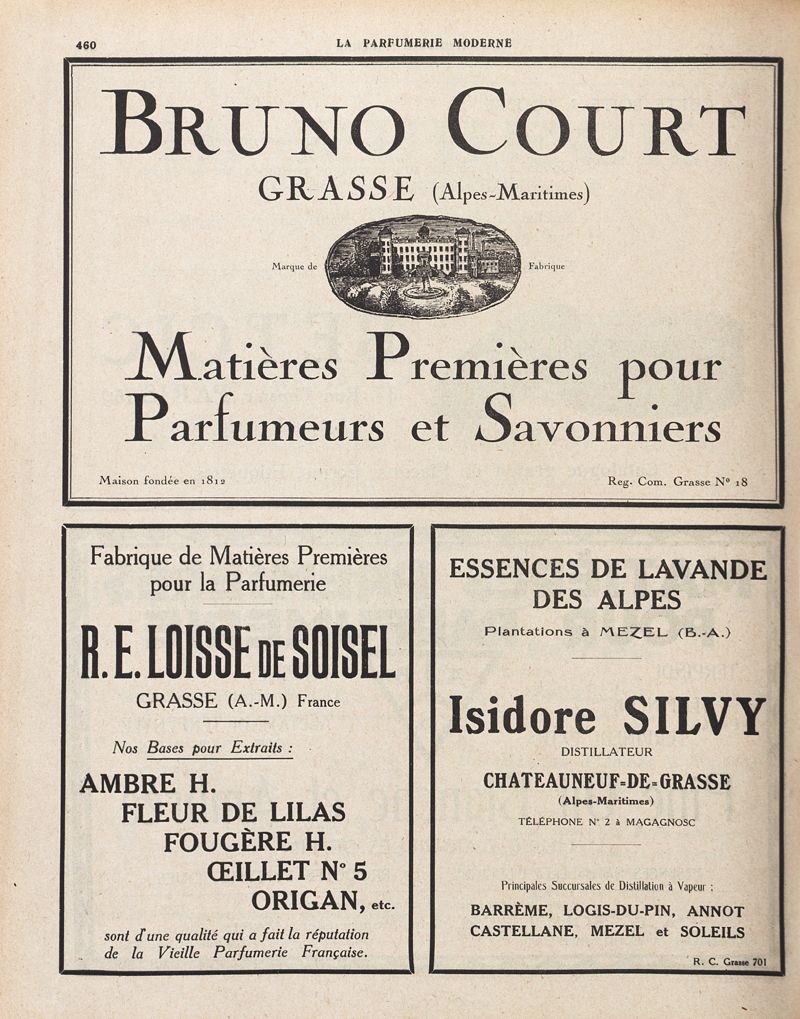 460
LA PARFUMERIE MODERNE
BRUNO COURT
GRASSE (Alpes-Maritimes)
Marque de Fabrique
Matières Premières pour
Parfumeurs et Savonniers
Maison fondée en 1812
Reg. Com. Grasse Nº 18
Fabrique de Matières Premières
pour la Parfumerie
R. E. LOISSE DE SOISEL
GRASSE (A.-M.) France
Nos Bases pour Extraits :
AMBRE H.
FLEUR DE LILAS
FOUGÈRE H.
ŒILLET Nº 5
ORIGAN, etc.
sont d'une qualité qui a fait la réputation
de la Vieille Parfumerie Française.
ESSENCES DE LAVANDE
DES ALPES
Plantations à MEZEL (B.-A.)
Isidore SILVY
DISTILLATEUR
CHATEAUNEUF-DE-GRASSE
(Alpes-Maritimes)
TÉLÉPHONE Nº 2 à MAGAGNOSC
Principales Succursales de Distillation à Vapeur :
BARRÈME, LOGIS-DU-PIN, ANNOT
CASTELLANE, MEZEL et SOLEILS
R. C. Grasse 701